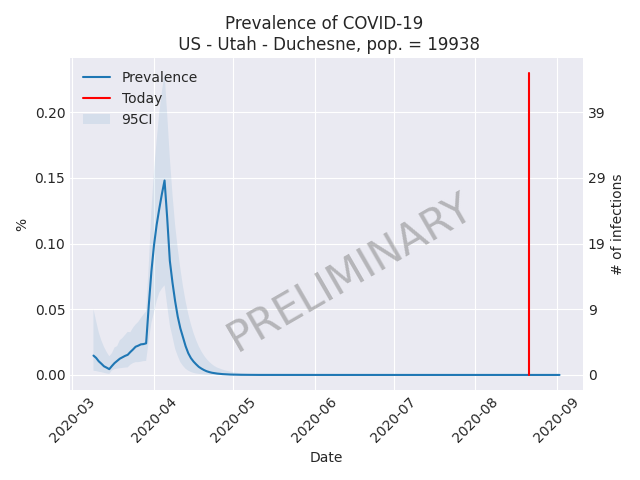 Prevalence of COVID-19
US - Utah - Duchesne, pop. = 19938
Prevalence
Today
95CI
0.20
0.15
0.10
0.05
0.00
%
39
29
19
9
0
# of infections
PRELIMINARY
2020-03
2020-04
2020-05
2020-06
2020-07
2020-08
2020-09
Date